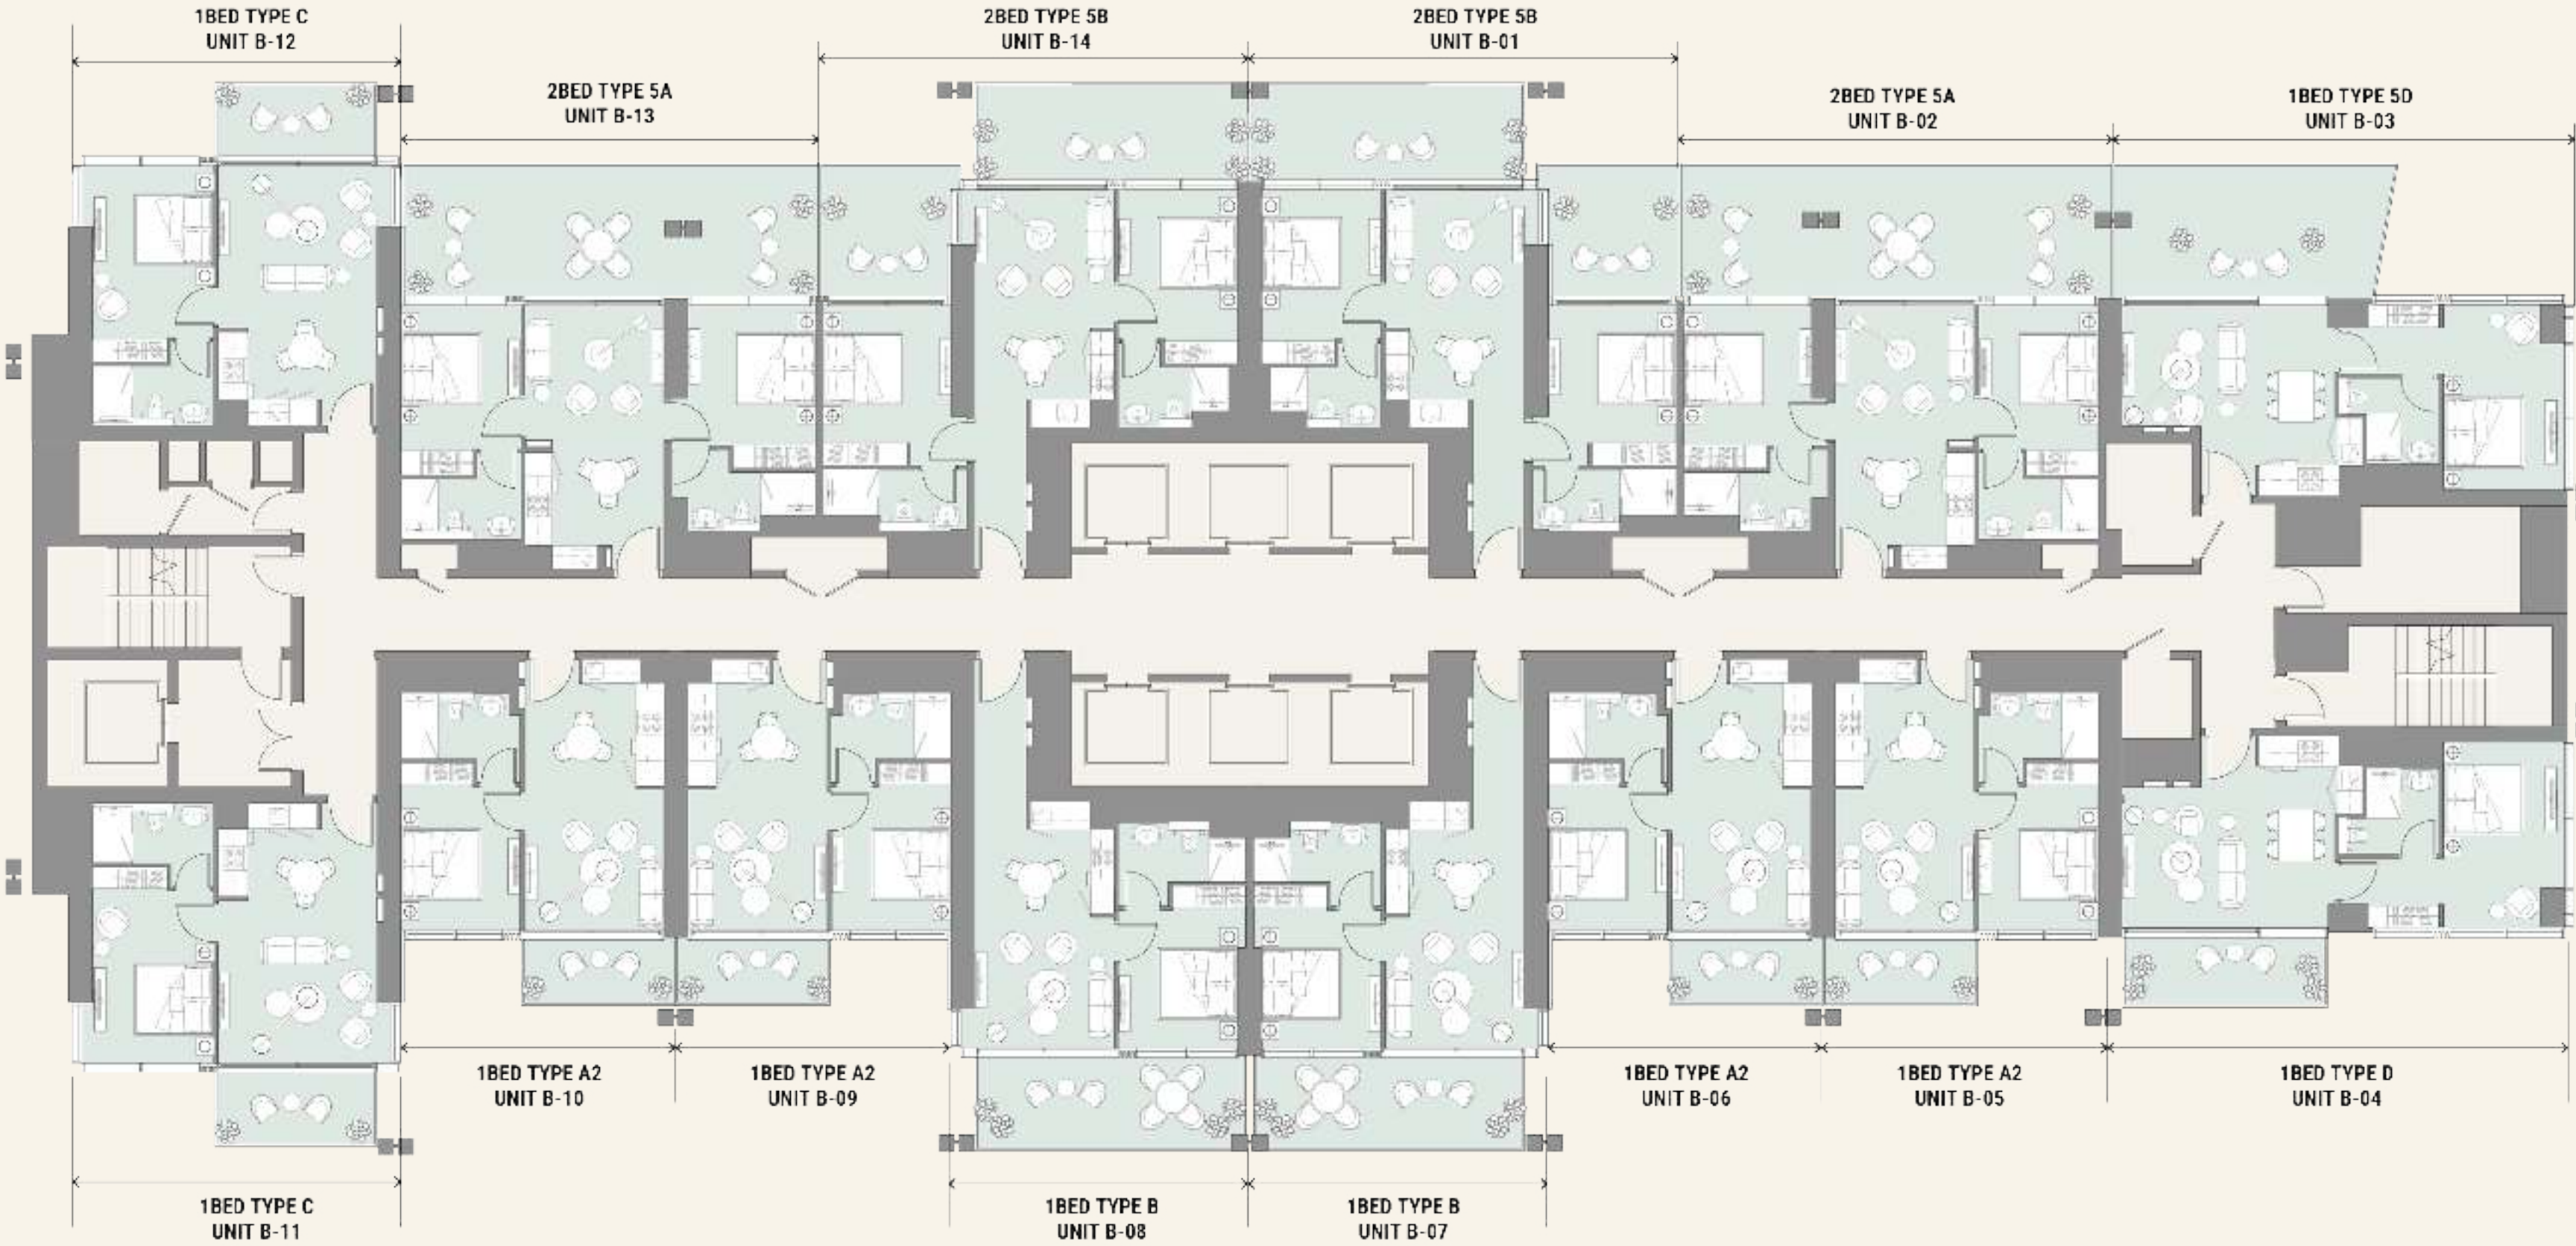 1BED TYPE C
UNIT B-12
2BED TYPE 5A
UNIT B-13
2BED TYPE 5B
UNIT B-14
2BED TYPE 5B
UNIT B-01
2BED TYPE 5A
UNIT B-02
1BED TYPE 5D
UNIT B-03
1BED TYPE A2
UNIT B-10
1BED TYPE A2
UNIT B-09
1BED TYPE A2
UNIT B-06
1BED TYPE A2
UNIT B-05
1BED TYPE D
UNIT B-04
1BED TYPE C
UNIT B-11
1BED TYPE B
UNIT B-08
1BED TYPE B
UNIT B-07